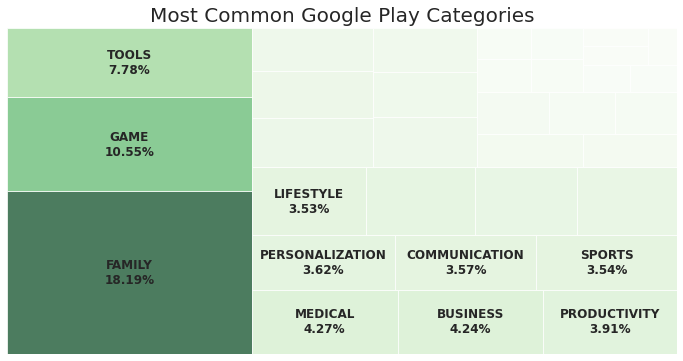 Most Common Google Play Categories
TOOLS
7.78%
GAME
10.55%
FAMILY
18.19%
LIFESTYLE
3.53%
PERSONALIZATION
3.62%
COMMUNICATION
3.57%
SPORTS
3.54%
MEDICAL
4.27%
BUSINESS
4.24%
PRODUCTIVITY
3.91%